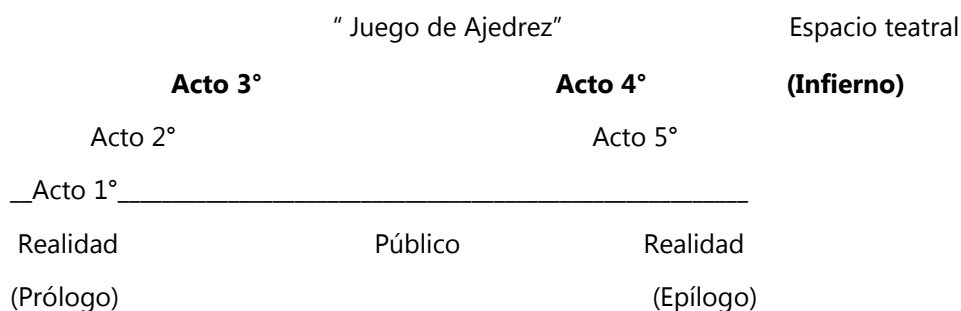 “ Juego de Ajedrez” Espacio teatral
Acto 3° Acto 4° (Infierno)
Acto 2° Acto 5°
__Acto 1°_________________________________________________________
Realidad Público Realidad
(Prólogo) (Epílogo)